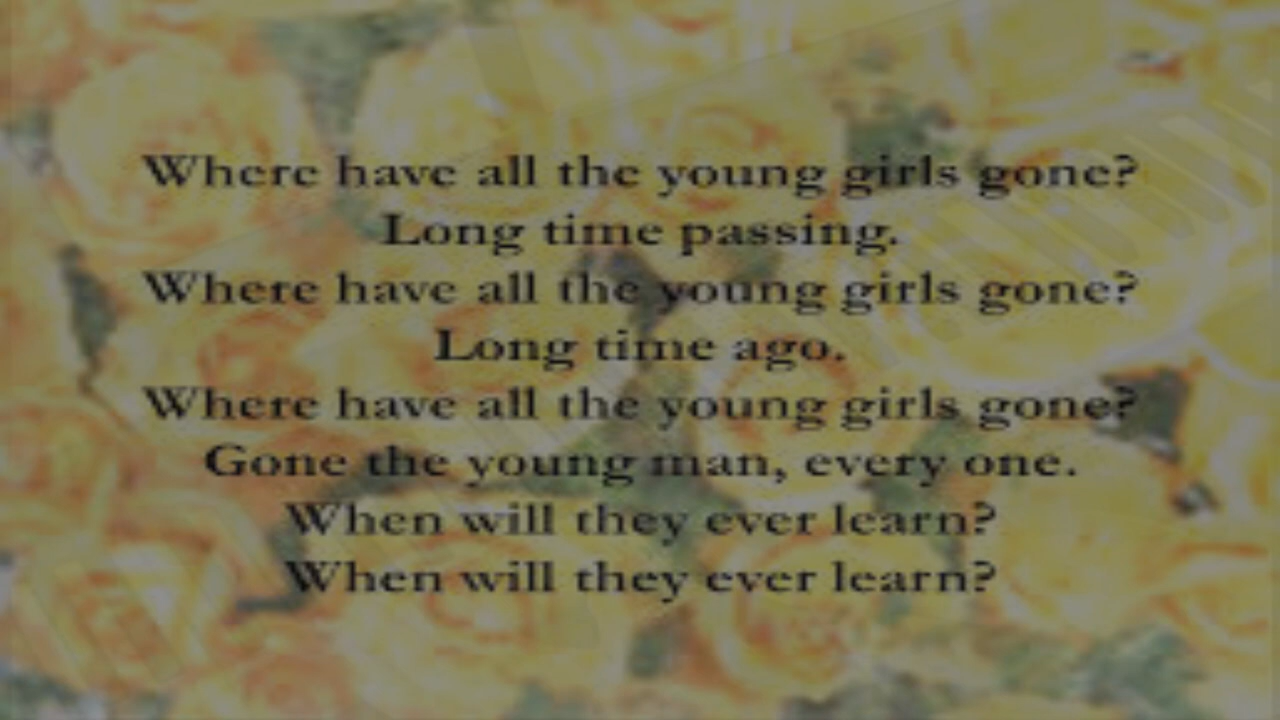 Where have all the young girls gone?
Long time passing.
Where have all the young girls gone?
Long time ago.
Where have all the young girls gone?
Gone the young man, every one.
When will they ever learn?
When will they ever learn?